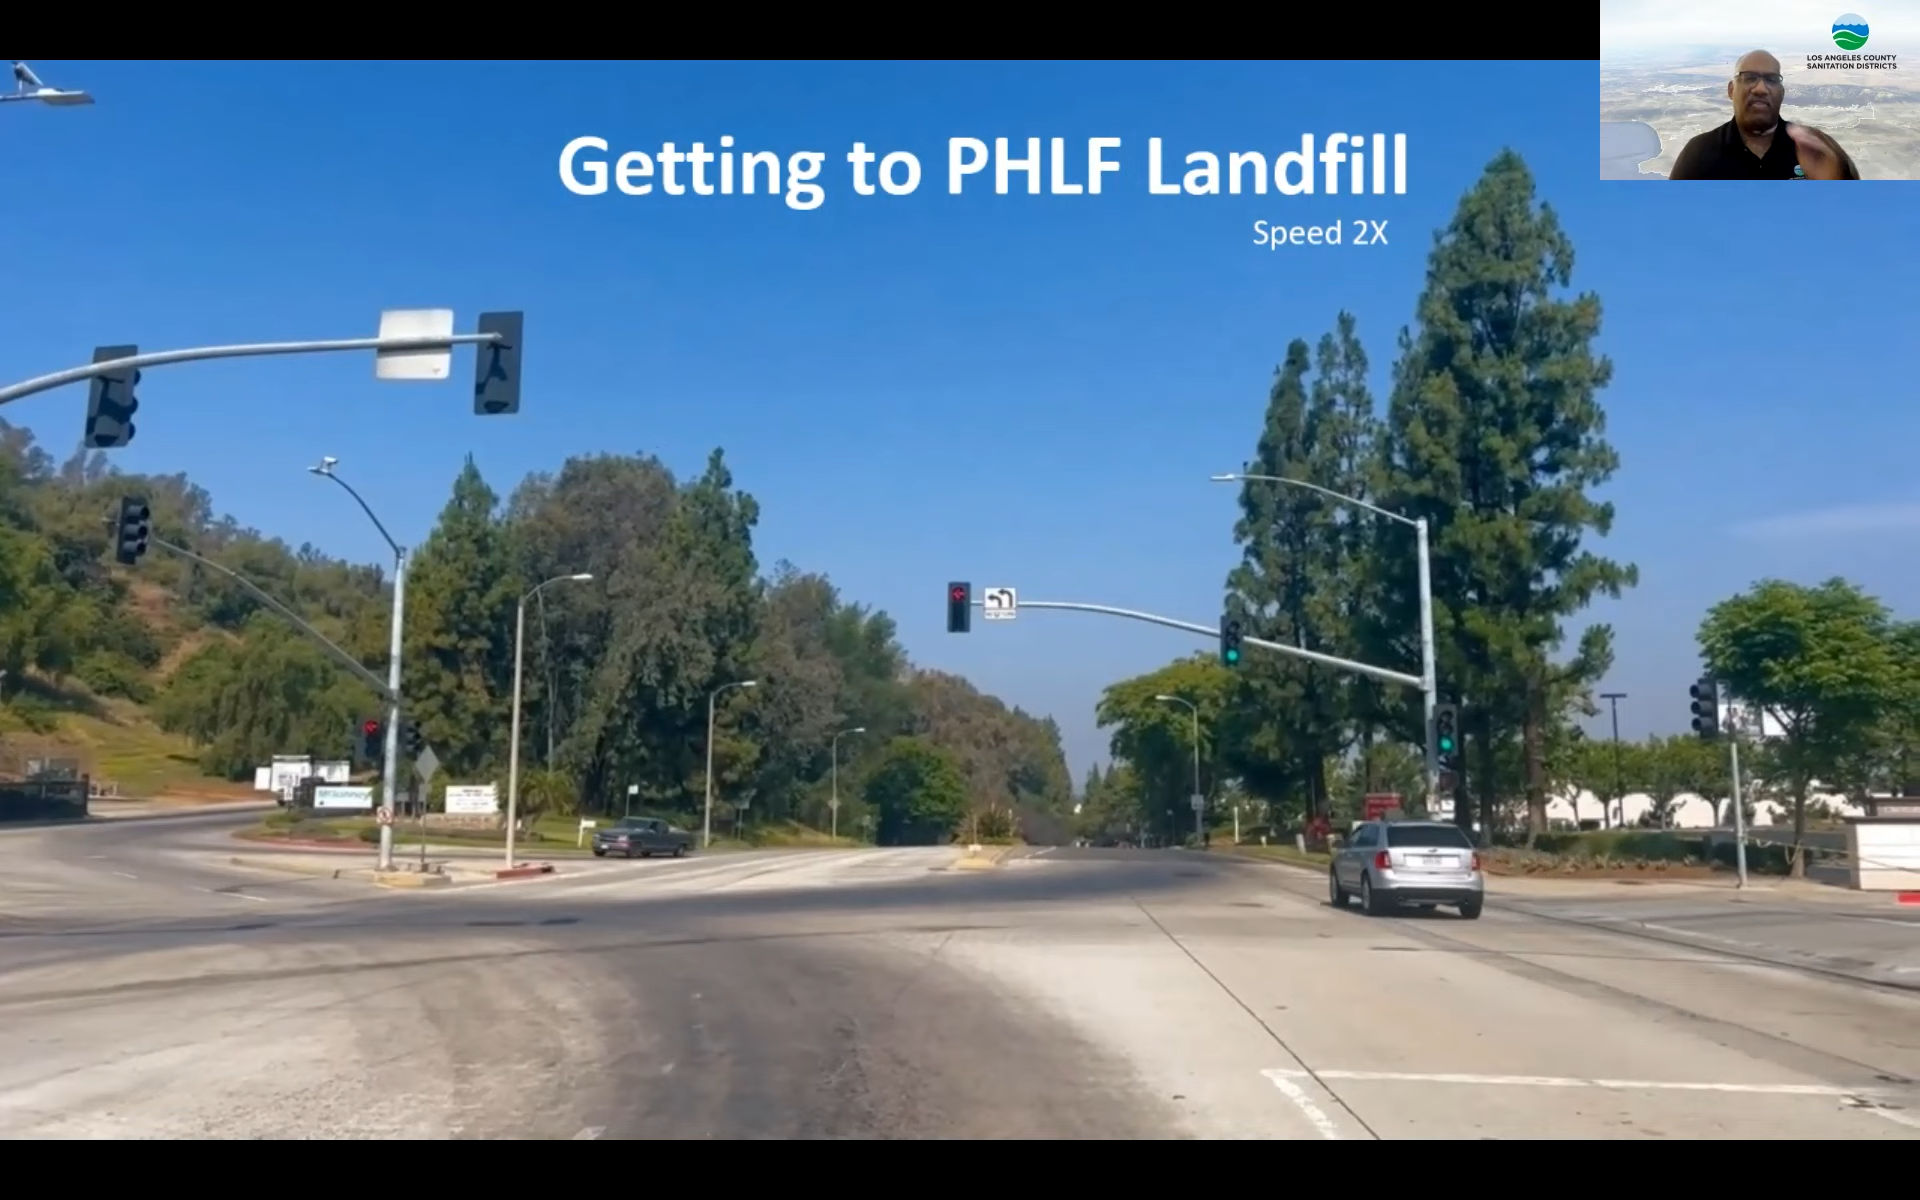 LOS ANGELES COUNTY
SANITATION DISTRICTS
Getting to PHLF Landfill
Speed 2X